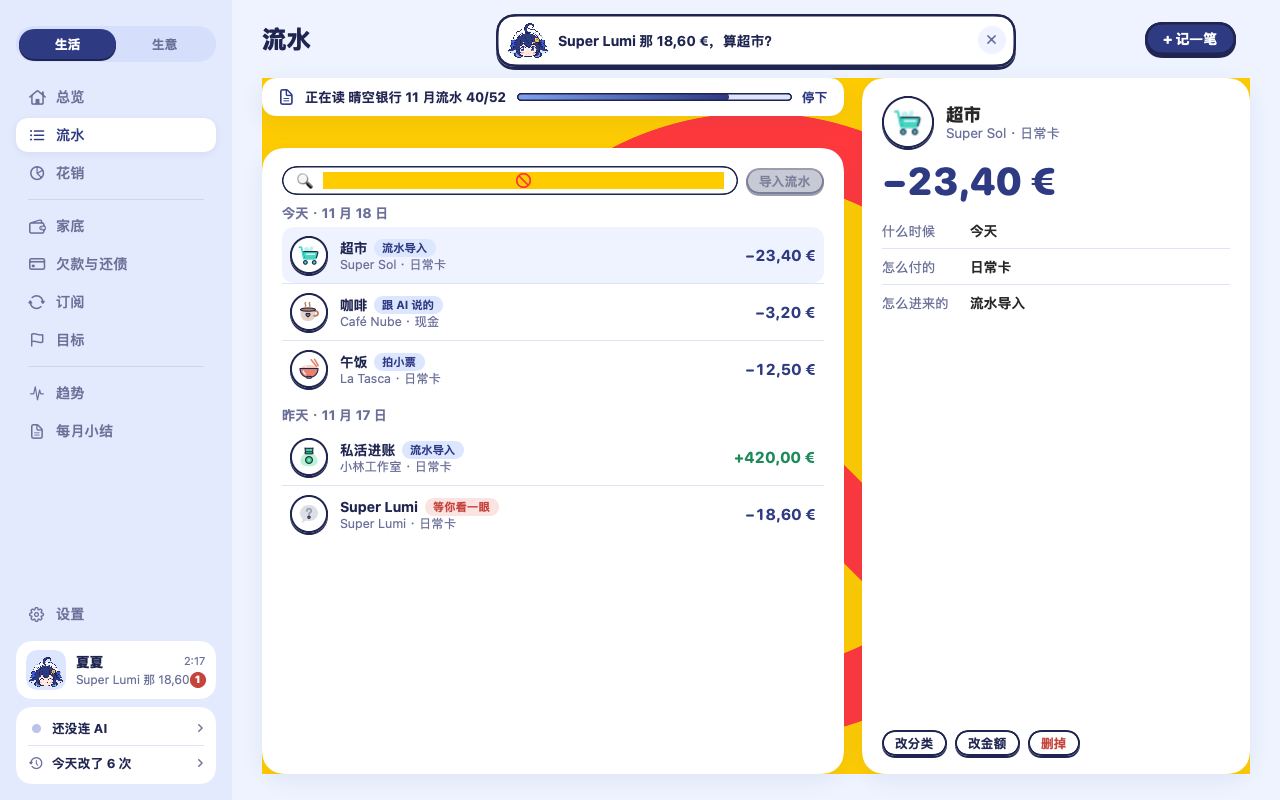 生活
生意
总览
流水
花销
家底
欠款与还债
订阅
目标
趋势
每月小结
设置
夏夏
2:17
Super Lumi 那 18,60
1
还没连 AI
今天改了 6 次
流水
Super Lumi 那 18,60 €，算超市?
+ 记一笔
正在读 晴空银行 11 月流水 40/52
停下
导入流水
今天 · 11 月 18 日
超市 流水导入
Super Sol · 日常卡
−23,40 €
咖啡 跟 AI 说的
Café Nube · 现金
−3,20 €
午饭 拍小票
La Tasca · 日常卡
−12,50 €
昨天 · 11 月 17 日
私活进账 流水导入
小林工作室 · 日常卡
+420,00 €
Super Lumi 等你看一眼
Super Lumi · 日常卡
−18,60 €
超市
Super Sol · 日常卡
−23,40 €
什么时候 今天
怎么付的 日常卡
怎么进来的 流水导入
改分类
改金额
删掉